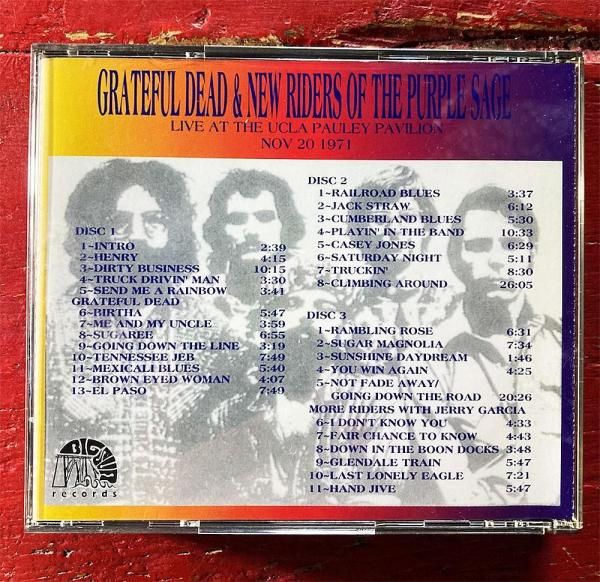 GRATEFUL DEAD & NEW RIDERS OF THE PURPLE SAGE
LIVE AT THE UCLA PAULEY PAVILION
NOV 20 1971
DISC 1
1~INTRO 2:39
2~HENRY 4:15
3~DIRTY BUSINESS 10:15
4~TRUCK DRIVIN' MAN 3:30
5~SEND ME A RAINBOW 3:41
GRATEFUL DEAD
6~BIRTHA 5:47
7~ME AND MY UNCLE 3:59
8~SUGAREE 6:55
9~GOING DOWN THE LINE 3:19
10~TENNESSEE JEB 7:49
11~MEXICALI BLUES 5:40
12~BROWN EYED WOMAN 4:07
13~EL PASO 7:49
DISC 2
1~RAILROAD BLUES 3:37
2~JACK STRAW 6:12
3~CUMBERLAND BLUES 5:30
4~PLAYIN' IN THE BAND 10:33
5~CASEY JONES 6:29
6~SATURDAY NIGHT 5:11
7~TRUCKIN' 8:30
8~CLIMBING AROUND 26:05
DISC 3
1~RAMBLING ROSE 6:31
2~SUGAR MAGNOLIA 7:34
3~SUNSHINE DAYDREAM 1:46
4~YOU WIN AGAIN 4:25
5~NOT FADE AWAY/
GOING DOWN THE ROAD 20:26
MORE RIDERS WITH JERRY GARCIA
6~I DON'T KNOW YOU 4:33
7~FAIR CHANCE TO KNOW 4:43
8~DOWN IN THE BOON DOCKS 3:48
9~GLENDALE TRAIN 5:47
10~LAST LONELY EAGLE 7:21
11~HAND JIVE 5:47
BIG
records